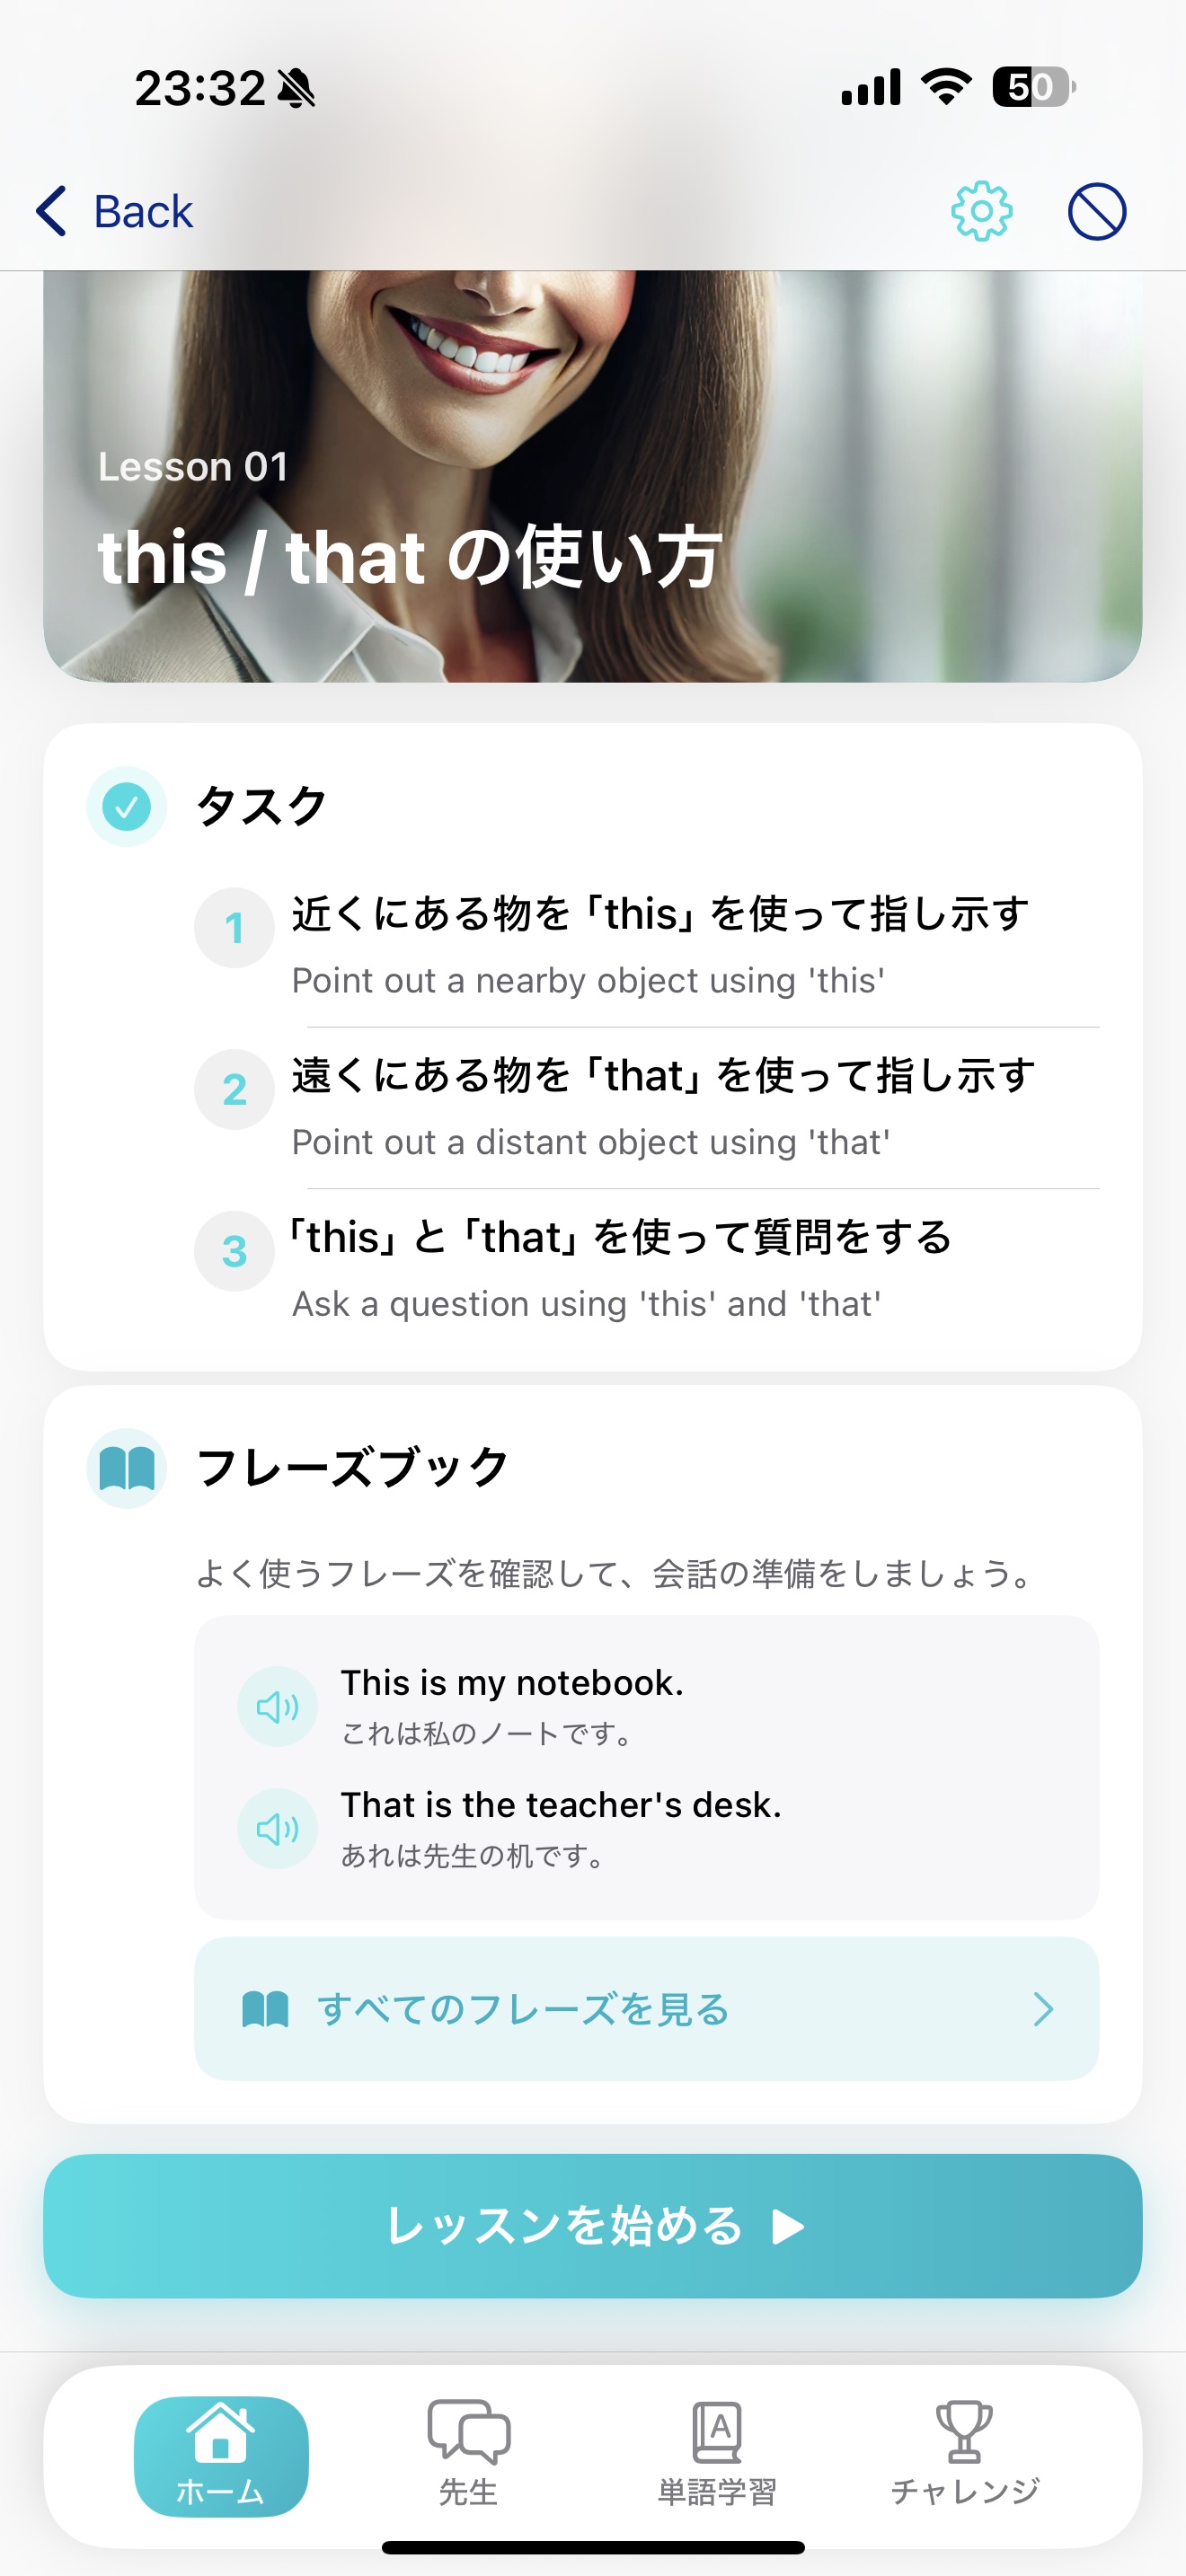 23:32
50
Back
Lesson 01
this / that の使い方
タスク
1
近くにある物を「this」を使って指し示す
Point out a nearby object using 'this'
2
遠くにある物を「that」を使って指し示す
Point out a distant object using 'that'
3
「this」と「that」を使って質問をする
Ask a question using 'this' and 'that'
フレーズブック
よく使うフレーズを確認して、会話の準備をしましょう。
This is my notebook.
これは私のノートです。
That is the teacher's desk.
あれは先生の机です。
すべてのフレーズを見る
レッスンを始める
A
ホーム
先生
単語学習
チャレンジ